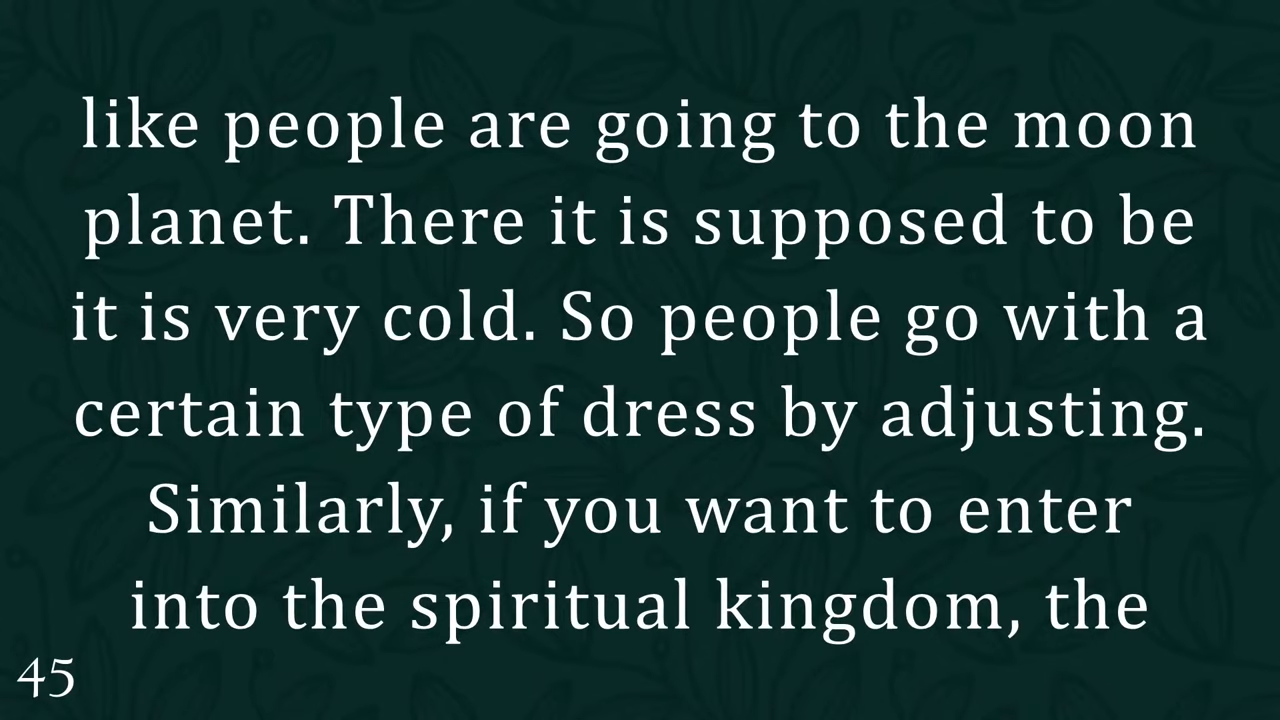 like people are going to the moon
planet. There it is supposed to be
it is very cold. So people go with a
certain type of dress by adjusting.
Similarly, if you want to enter
into the spiritual kingdom, the
45